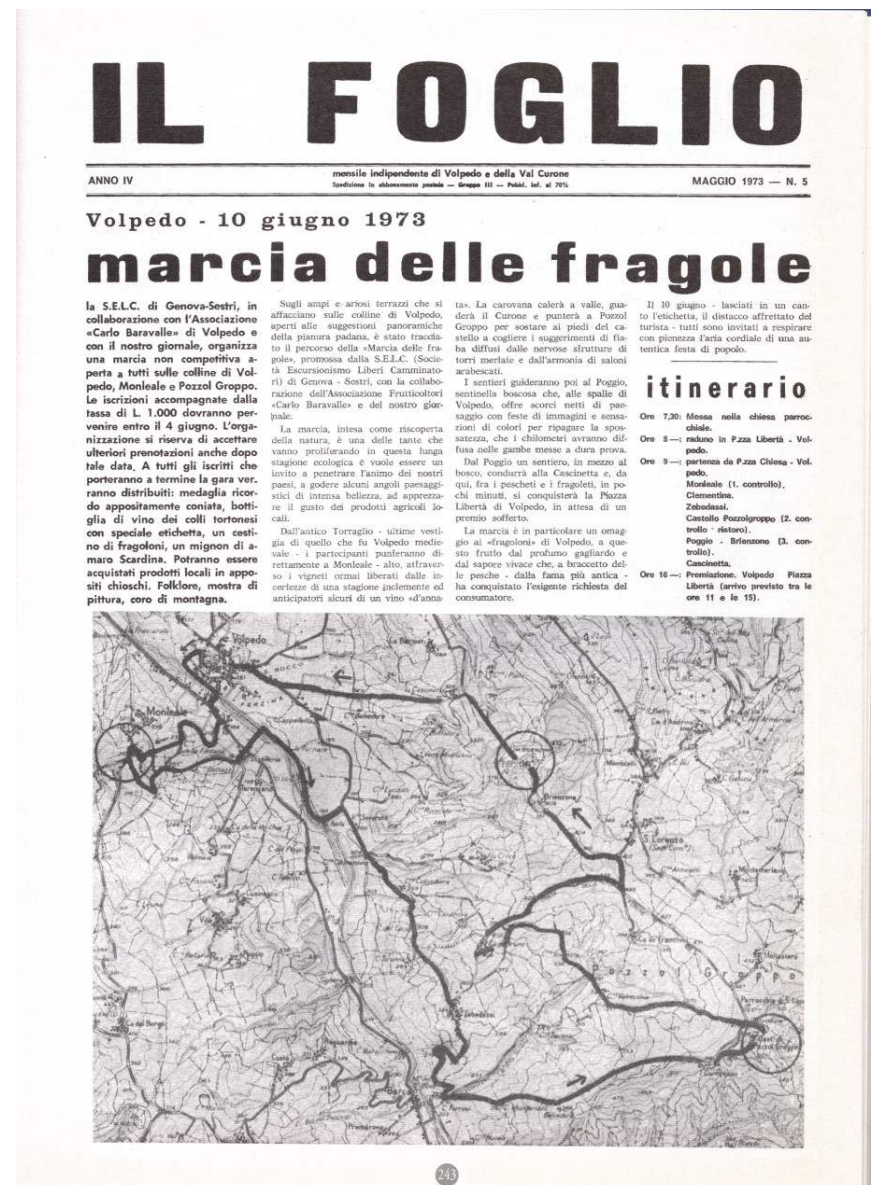 IL FOGLIO
ANNO IV
mensile indipendente di Volpedo e della Val Curone
Spedizione in abbonamento postale — Gruppo III — Pubbl. inf. al 70%
MAGGIO 1973 — N. 5
Volpedo - 10 giugno 1973
marcia delle fragole
la S.E.L.C. di Genova-Sestri, in
collaborazione con l'Associazione
«Carlo Baravalle» di Volpedo e
con il nostro giornale, organizza
una marcia non competitiva a-
perta a tutti sulle colline di Vol-
pedo, Monleale e Pozzol Groppo.
Le iscrizioni accompagnate dalla
tassa di L. 1.000 dovranno per-
venire entro il 4 giugno. L'orga-
nizzazione si riserva di accettare
ulteriori prenotazioni anche dopo
tale data. A tutti gli iscritti che
porteranno a termine la gara ver-
ranno distribuiti: medaglia ricor-
do appositamente coniata, botti-
glia di vino dei colli tortonesi
con speciale etichetta, un cesti-
no di fragoloni, un mignon di a-
maro Scardina. Potranno essere
acquistati prodotti locali in appo-
siti chioschi. Folklore, mostra di
pittura, coro di montagna.
Sugli ampi e ariosi terrazzi che si
affacciano sulle colline di Volpedo,
aperti alle suggestioni panoramiche
della pianura padana, è stato traccia-
to il percorso della «Marcia delle fra-
gole», promossa dalla S.E.L.C. (Socie-
tà Escursionismo Liberi Camminato-
ri) di Genova - Sestri, con la collabo-
razione dell'Associazione Frutticoltori
«Carlo Baravalle» e del nostro gior-
nale.
La marcia, intesa come riscoperta
della natura, è una delle tante che
vanno proliferando in questa lunga
stagione ecologica e vuole essere un
invito a penetrare l'animo dei nostri
paesi, a godere alcuni angoli paesaggi-
stici di intensa bellezza, ad apprezza-
re il gusto dei prodotti agricoli lo-
cali.
Dall'antico Torraglio - ultime vesti-
gia di quello che fu Volpedo medie-
vale - i partecipanti punteranno di-
rettamente a Monleale - alto, attraver-
so i vigneti ormai liberati dalle in-
certezze di una stagione inclemente ed
anticipatori sicuri di un vino «d'anna-
ta». La carovana calerà a valle, gua-
derà il Curone e punterà a Pozzol
Groppo per sostare ai piedi del ca-
stello a cogliere i suggerimenti di fia-
ba diffusi dalle nervose strutture di
torri merlate e dall'armonia di saloni
arabescati.
I sentieri guideranno poi al Poggio,
sentinella boscosa che, alle spalle di
Volpedo, offre scorci netti di pae-
saggio con feste di immagini e sensa-
zioni di colori per ripagare la spos-
satezza, che i chilometri avranno dif-
fusa nelle gambe messe a dura prova.
Dal Poggio un sentiero, in mezzo al
bosco, condurrà alla Cascinetta e, da
qui, fra i pescheti e i fragoleti, in po-
chi minuti, si conquisterà la Piazza
Libertà di Volpedo, in attesa di un
premio sofferto.
La marcia è in particolare un omag-
gio ai «fragoloni» di Volpedo, a que-
sto frutto dal profumo gagliardo e
dal sapore vivace che, a braccetto del-
le pesche - dalla fama più antica -
ha conquistato l'esigente richiesta del
consumatore.
Il 10 giugno - lasciati in un can-
to l'etichetta, il distacco affrettato del
turista - tutti sono invitati a respirare
con pienezza l'aria cordiale di una au-
tentica festa di popolo.
itinerario
Ore 7,30: Messa nella chiesa parroc-
chiale.
Ore 8 —: raduno in P.zza Libertà - Vol-
pedo.
Ore 9 —: partenza da P.zza Chiesa - Vol-
pedo.
Monleale (1. controllo).
Clementina.
Zebedassi.
Castello Pozzolgroppo (2. con-
trollo - ristoro).
Poggio - Brienzone (3. con-
trollo).
Cascinetta.
Ore 16 —: Premiazione. Volpedo Piazza
Libertà (arrivo previsto tra le
ore 11 e le 15).
Volpedo
Monleale
Brienzone
S. Lorenzo
Zebedassi
Pozzol Groppo
Ca del Borgo
Costa
243